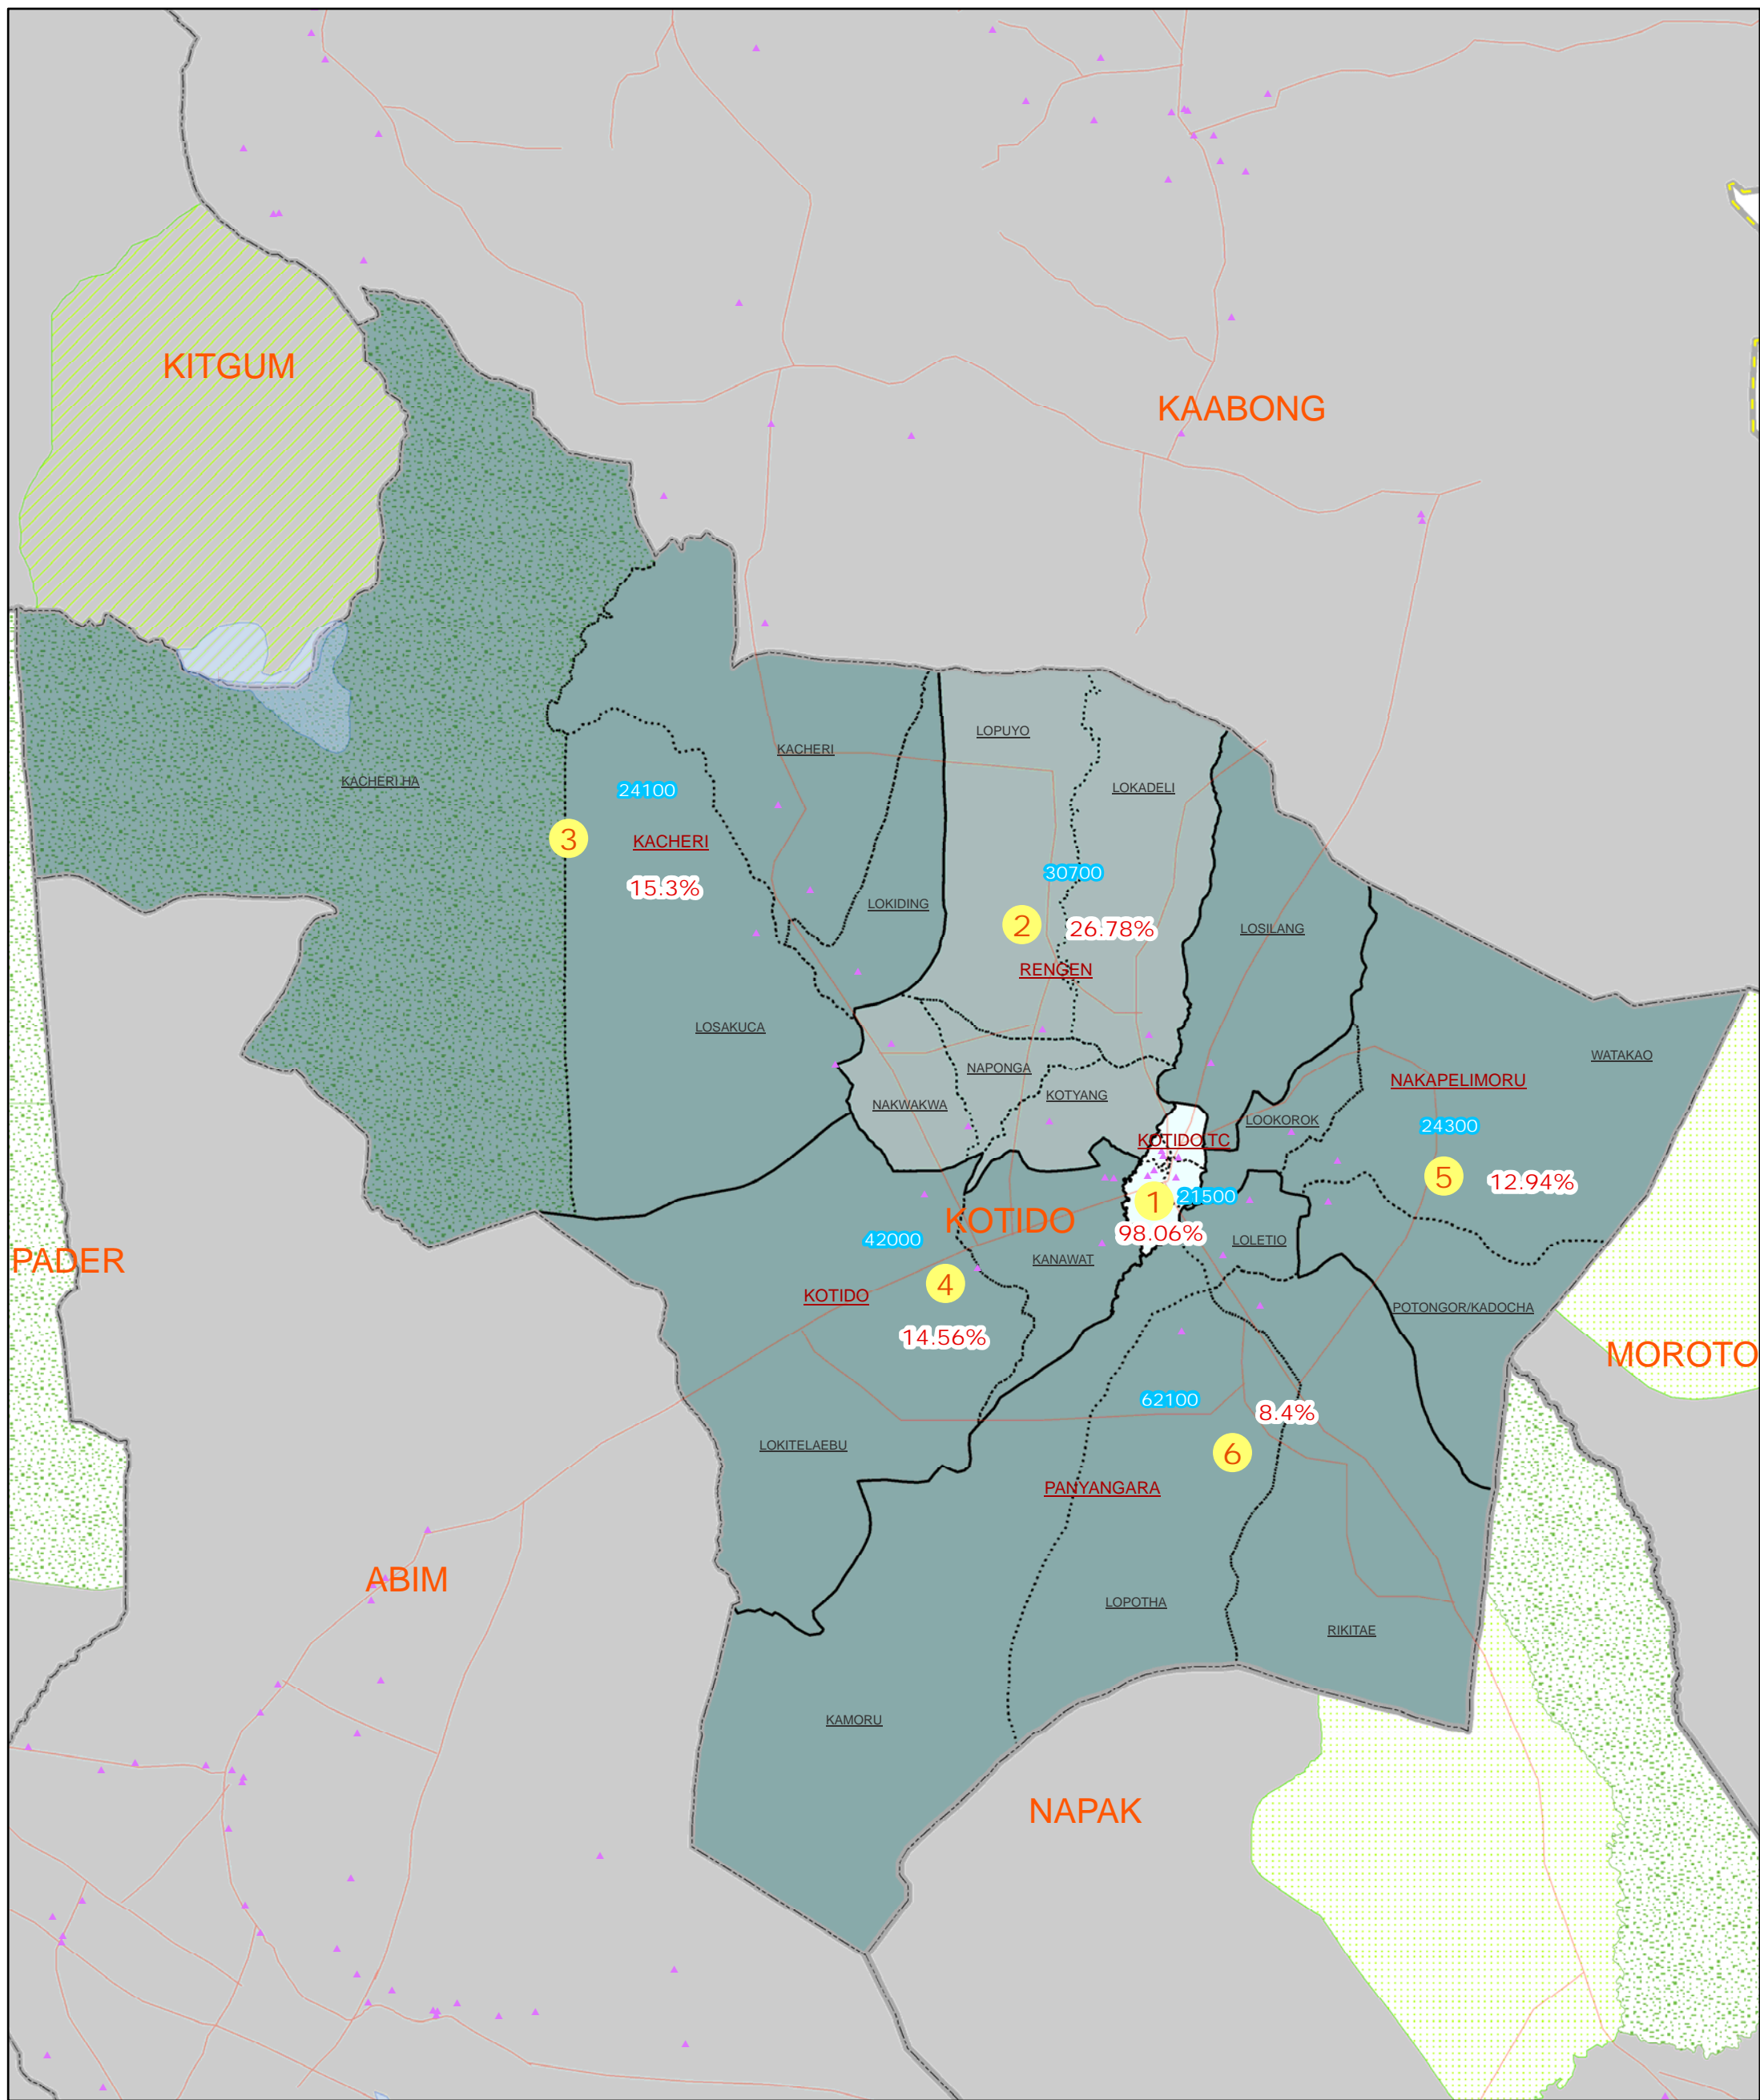 KITGUM
KAABONG
LOPUYO
KACHERI
KACHERI HA
24100
LOKADELI
3
KACHERI
15.3%
30700
LOKIDING
2
26.78%
LOSILANG
RENGEN
LOSAKUCA
WATAKAO
NAPONGA
NAKAPELIMORU
KOTYANG
NAKWAKWA
LOOKOROK
24300
KOTIDO TC
5
12.94%
1
21500
KOTIDO
98.06%
42000
LOLETIO
PADER
KANAWAT
4
KOTIDO
POTONGOR/KADOCHA
14.56%
MOROTO
62100
8.4%
LOKITELAEBU
6
PANYANGARA
ABIM
LOPOTHA
RIKITAE
KAMORU
NAPAK